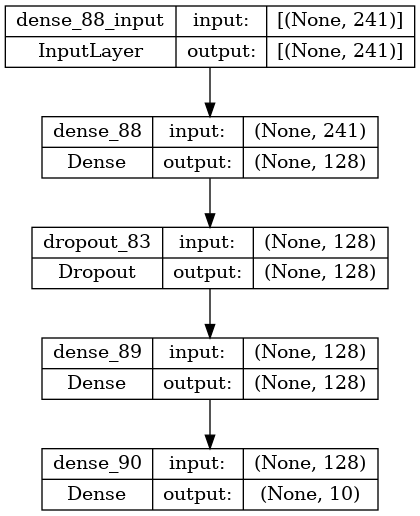 dense_88_input input: [(None, 241)]
InputLayer output: [(None, 241)]
dense_88 input: (None, 241)
Dense output: (None, 128)
dropout_83 input: (None, 128)
Dropout output: (None, 128)
dense_89 input: (None, 128)
Dense output: (None, 128)
dense_90 input: (None, 128)
Dense output: (None, 10)